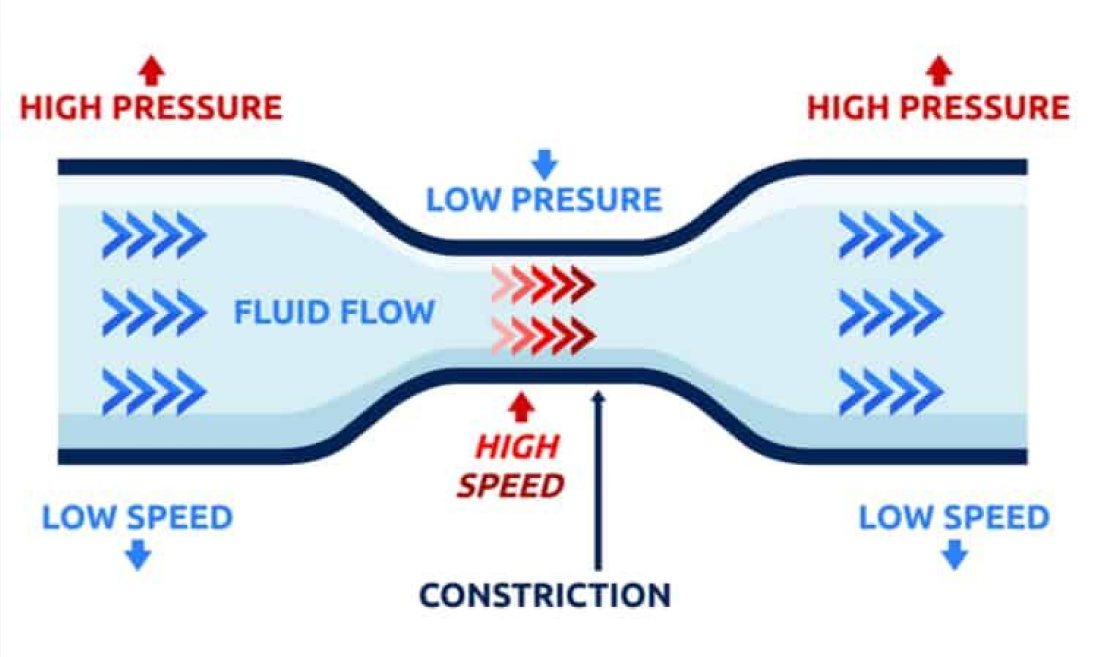 HIGH PRESSURE
HIGH PRESSURE
LOW PRESURE
FLUID FLOW
HIGH
SPEED
LOW SPEED
LOW SPEED
CONSTRICTION